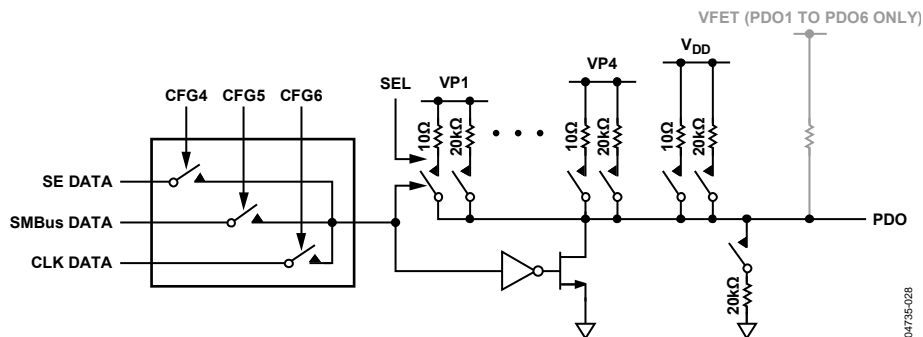 VFET (PDO1 TO PDO6 ONLY)
VDD
VP4
SEL
VP1
CFG4
CFG5
CFG6
10Ω
20kΩ
10Ω
20kΩ
10Ω
20kΩ
SE DATA
SMBus DATA
CLK DATA
PDO
20kΩ
04735-028